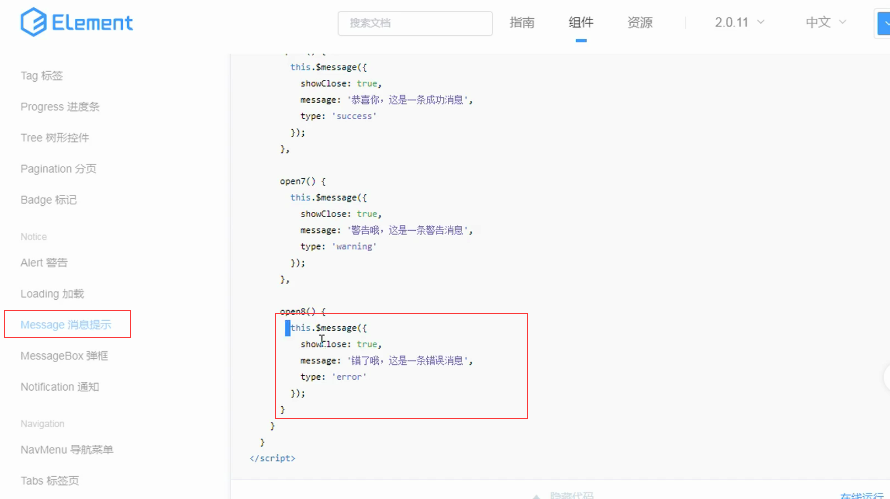 Element
搜索文档
指南
组件
资源
2.0.11
中文
Tag 标签
Progress 进度条
Tree 树形控件
Pagination 分页
Badge 标记
Notice
Alert 警告
Loading 加载
Message 消息提示
MessageBox 弹框
Notification 通知
Navigation
NavMenu 导航菜单
Tabs 标签页
this.$message({
showClose: true,
message: '恭喜你，这是一条成功消息',
type: 'success'
});
},
open7() {
this.$message({
showClose: true,
message: '警告哦，这是一条警告消息',
type: 'warning'
});
},
open8() {
this.$message({
showClose: true,
message: '错了哦，这是一条错误消息',
type: 'error'
});
}
}
}
</script>
隐藏代码
在线运行